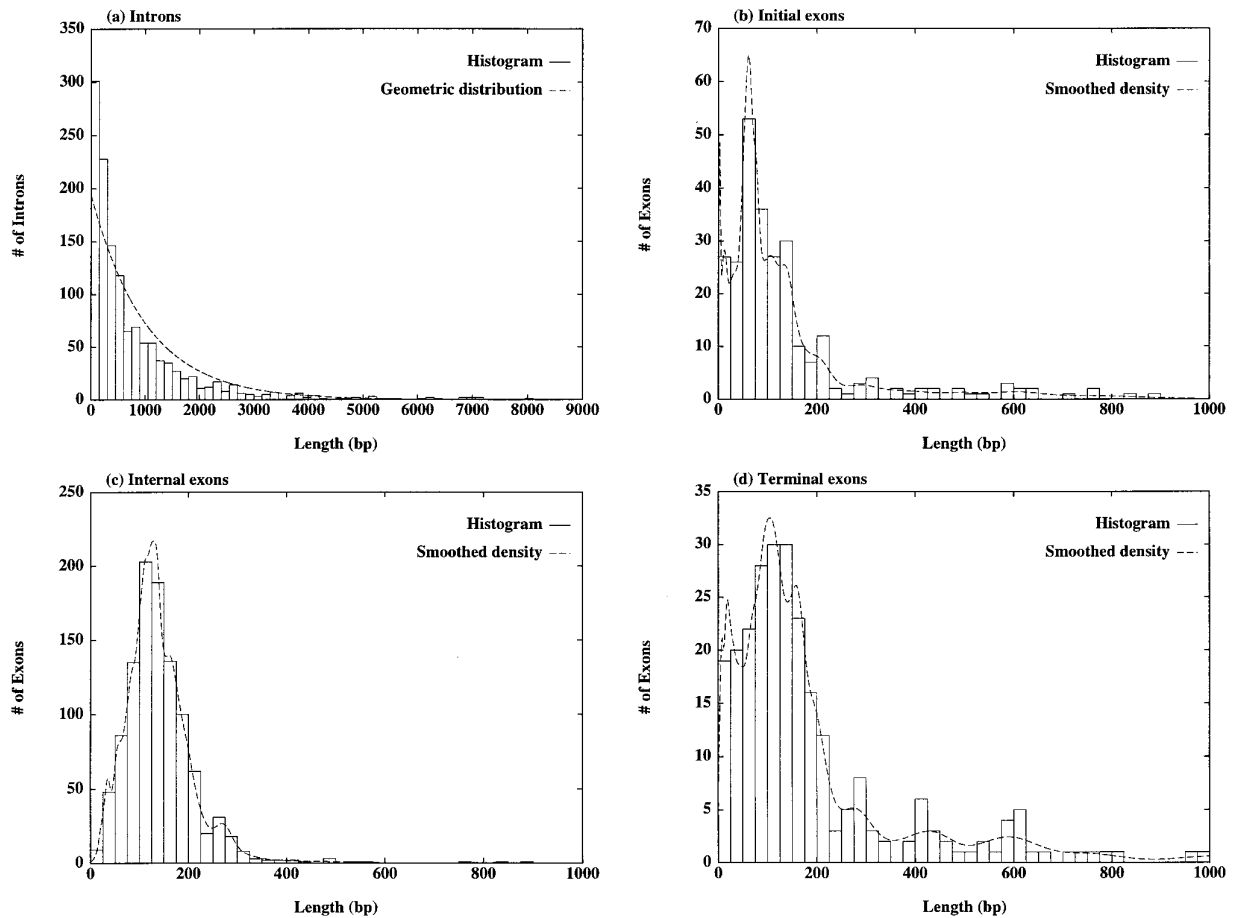 (a) Introns
350
300
250
200
150
100
50
0
# of Introns
Histogram
Geometric distribution
0 1000 2000 3000 4000 5000 6000 7000 8000 9000
Length (bp)
(b) Initial exons
70
60
50
40
30
20
10
0
# of Exons
Histogram
Smoothed density
0 200 400 600 800 1000
Length (bp)
(c) Internal exons
250
200
150
100
50
0
# of Exons
Histogram
Smoothed density
0 200 400 600 800 1000
Length (bp)
(d) Terminal exons
35
30
25
20
15
10
5
0
# of Exons
Histogram
Smoothed density
0 200 400 600 800 1000
Length (bp)